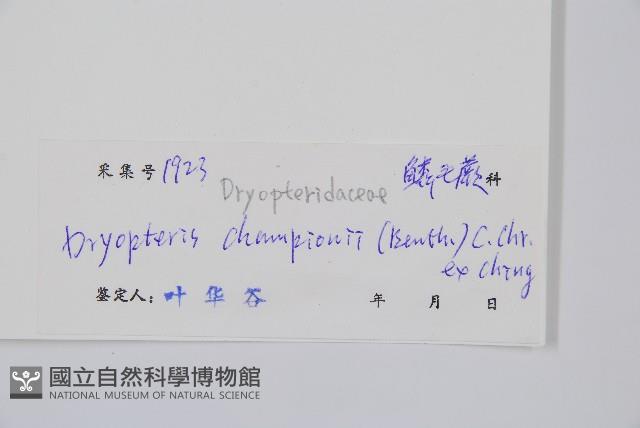 采集号 1923 鳞毛蕨科
Dryopteridaceae
Dryopteris championii (Benth.) C. Chr.
ex Ching
鉴定人: 叶华谷 年 月 日
國立自然科學博物館
NATIONAL MUSEUM OF NATURAL SCIENCE